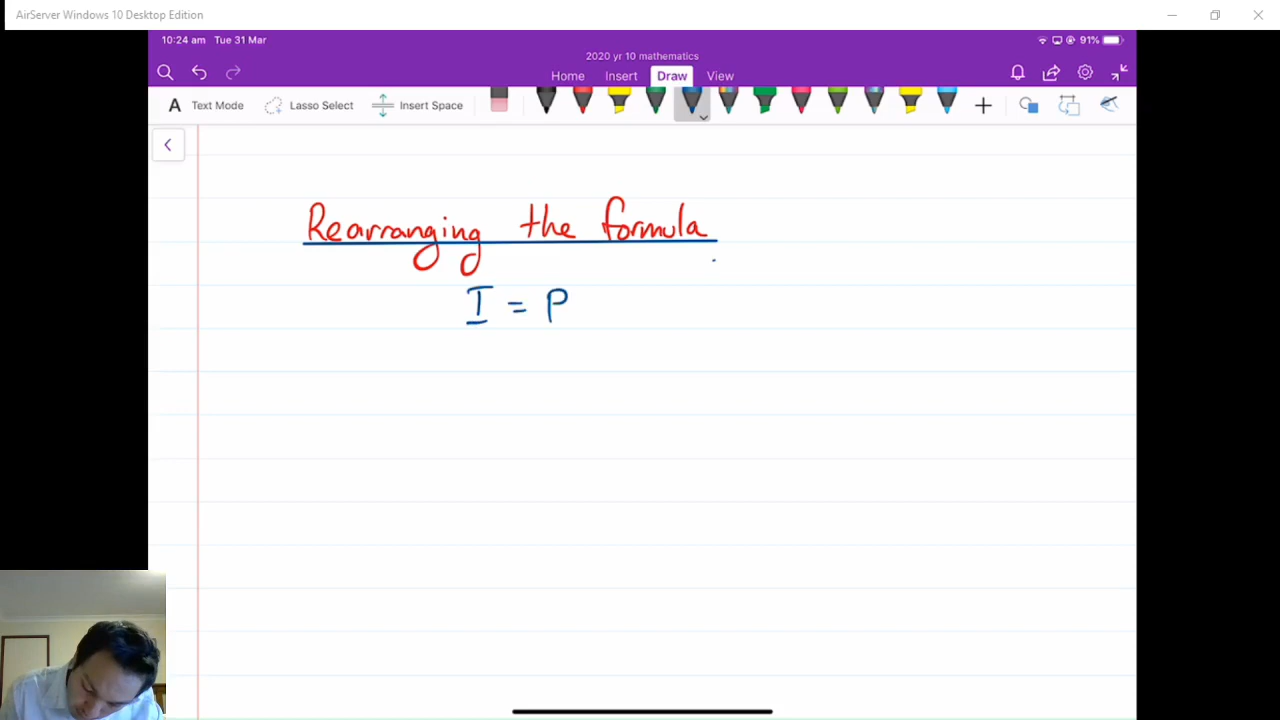 AirServer Windows 10 Desktop Edition
10:24 am Tue 31 Mar
91%
2020 yr 10 mathematics
Home Insert Draw View
A Text Mode Lasso Select Insert Space
Rearranging the formula
I = P